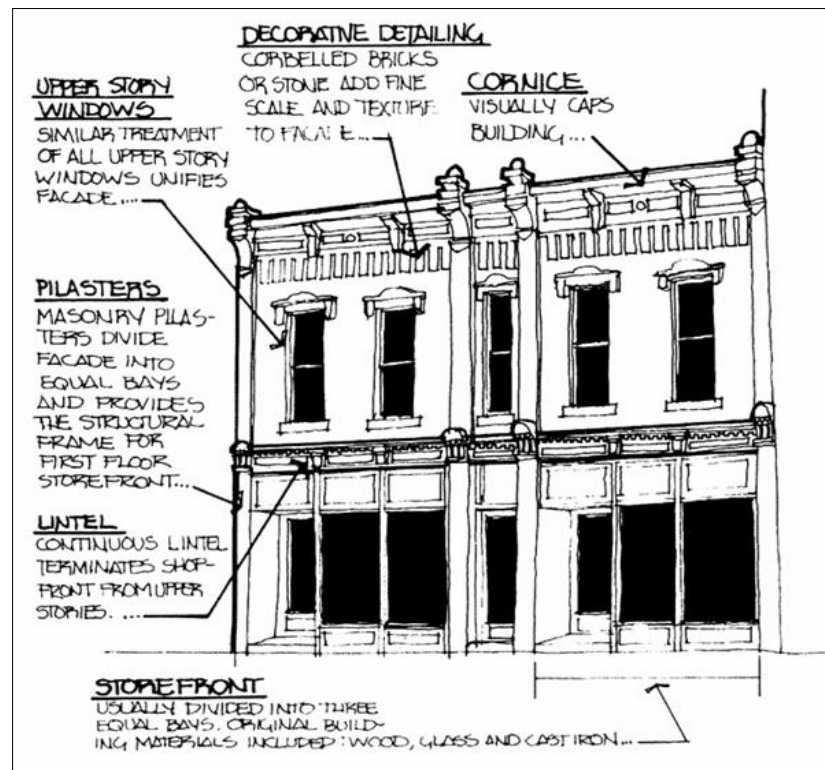 DECORATIVE DETAILING
CORBELLED BRICKS
OR STONE ADD FINE
SCALE AND TEXTURE
TO FACADE...
UPPER STORY
WINDOWS
SIMILAR TREATMENT
OF ALL UPPER STORY
WINDOWS UNIFIES
FACADE....
CORNICE
VISUALLY CAPS
BUILDING...
PILASTERS
MASONRY PILAS-
TERS DIVIDE
FACADE INTO
EQUAL BAYS
AND PROVIDES
THE STRUCTURAL
FRAME FOR
FIRST FLOOR
STOREFRONT...
LINTEL
CONTINUOUS LINTEL
TERMINATES SHOP-
FRONT FROM UPPER
STORIES. ....
STOREFRONT
USUALLY DIVIDED INTO THREE
EQUAL BAYS. ORIGINAL BUILD-
ING MATERIALS INCLUDED: WOOD, GLASS AND CAST IRON...